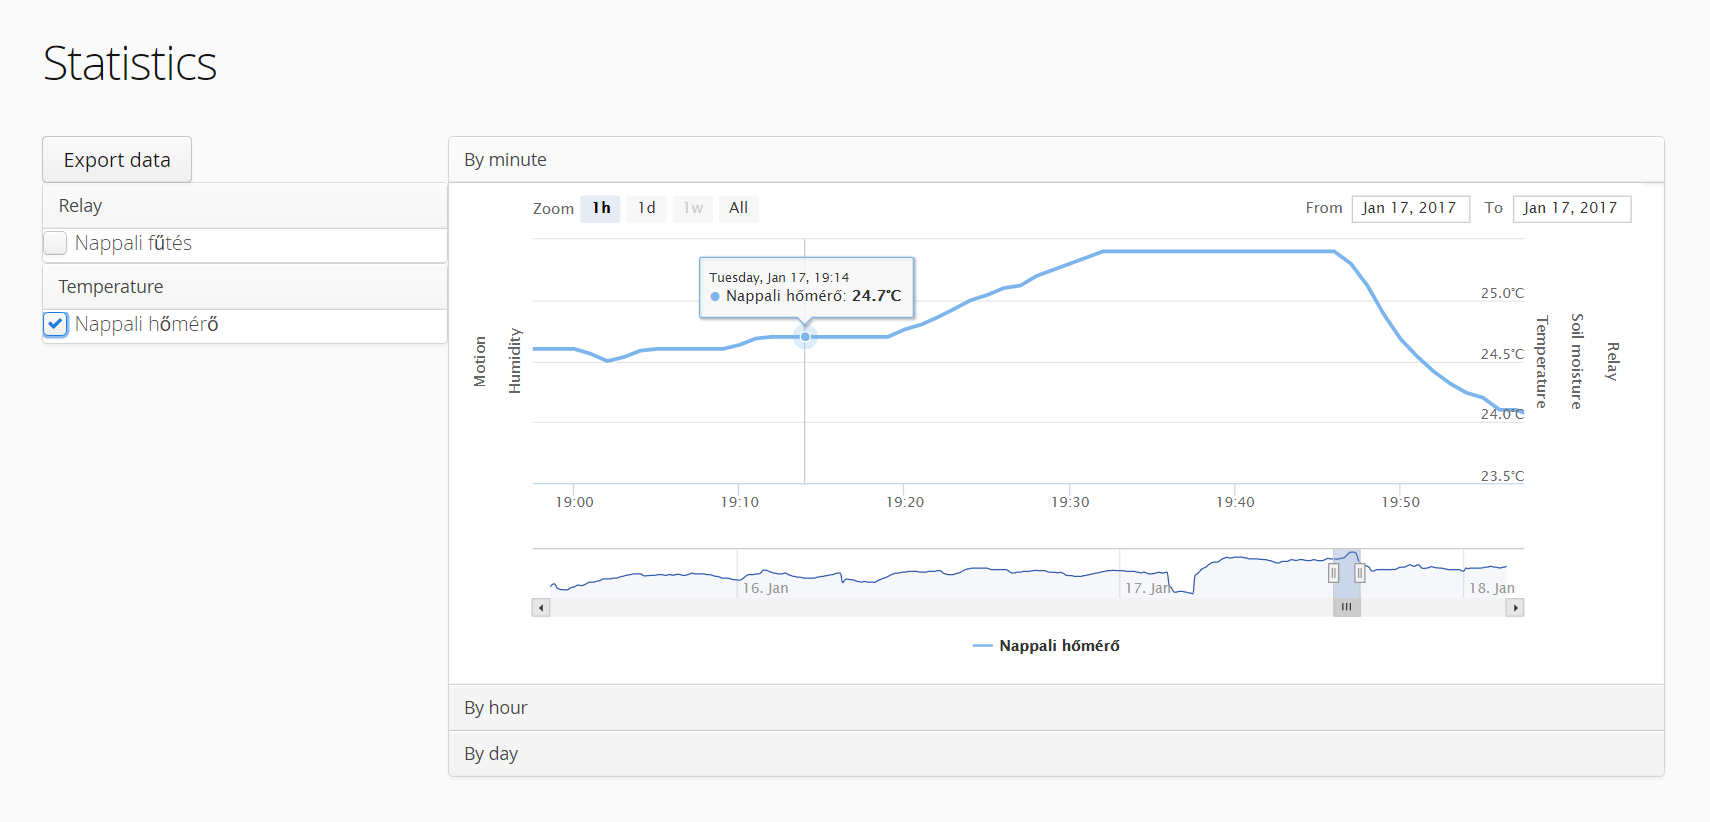 Statistics
Export data
Relay
Nappali fűtés
Temperature
Nappali hőmérő
By minute
Zoom 1h 1d 1w All
From Jan 17, 2017 To Jan 17, 2017
Tuesday, Jan 17, 19:14
Nappali hőmérő: 24.7°C
25.0°C
24.5°C
24.0°C
23.5°C
Motion
Humidity
Temperature
Soil moisture
Relay
19:00 19:10 19:20 19:30 19:40 19:50
16. Jan 17. Jan 18. Jan
Nappali hőmérő
By hour
By day